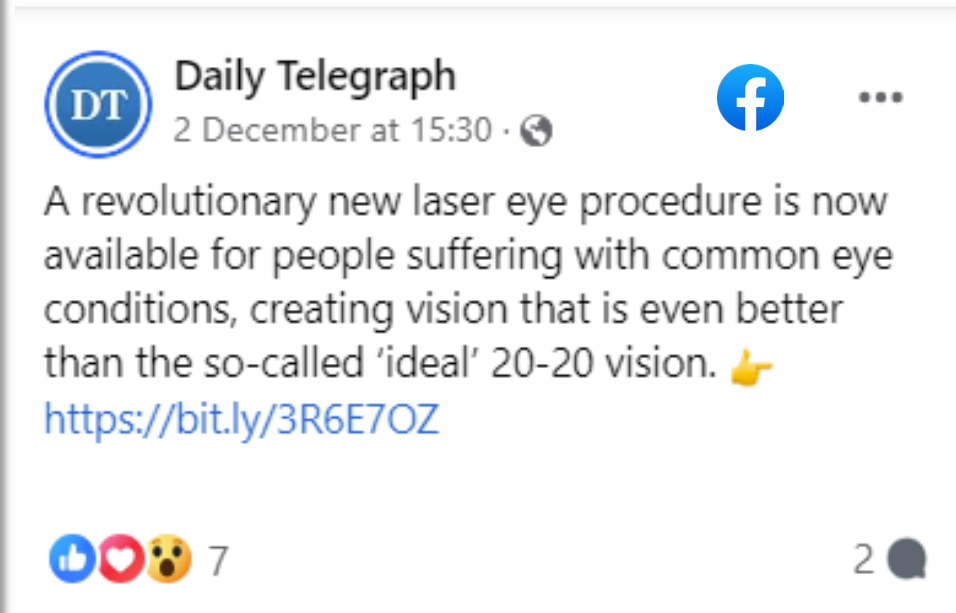 DT
Daily Telegraph
2 December at 15:30 ·
A revolutionary new laser eye procedure is now
available for people suffering with common eye
conditions, creating vision that is even better
than the so-called ‘ideal’ 20-20 vision. 👉
https://bit.ly/3R6E7OZ
7
2